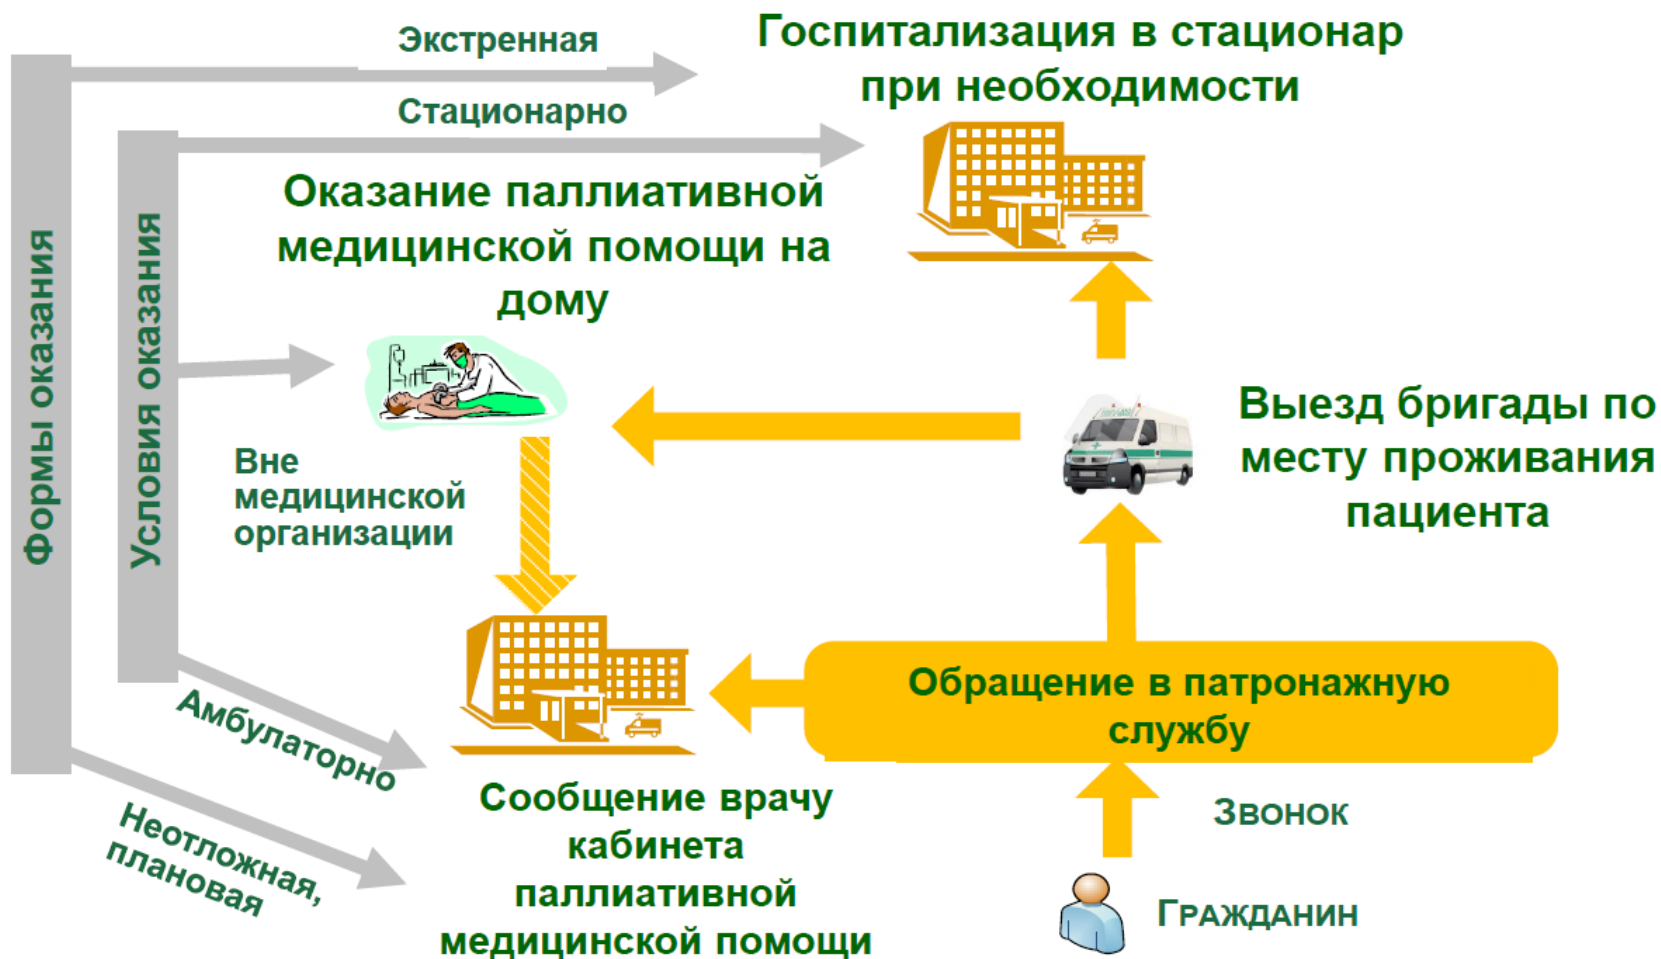 Экстренная
Госпитализация в стационар
при необходимости
Стационарно
Оказание паллиативной
медицинской помощи на
дому
Формы оказания
Условия оказания
Вне
медицинской
организации
Выезд бригады по
месту проживания
пациента
Обращение в патронажную
службу
Амбулаторно
Неотложная,
плановая
Сообщение врачу
кабинета
паллиативной
медицинской помощи
Звонок
Гражданин